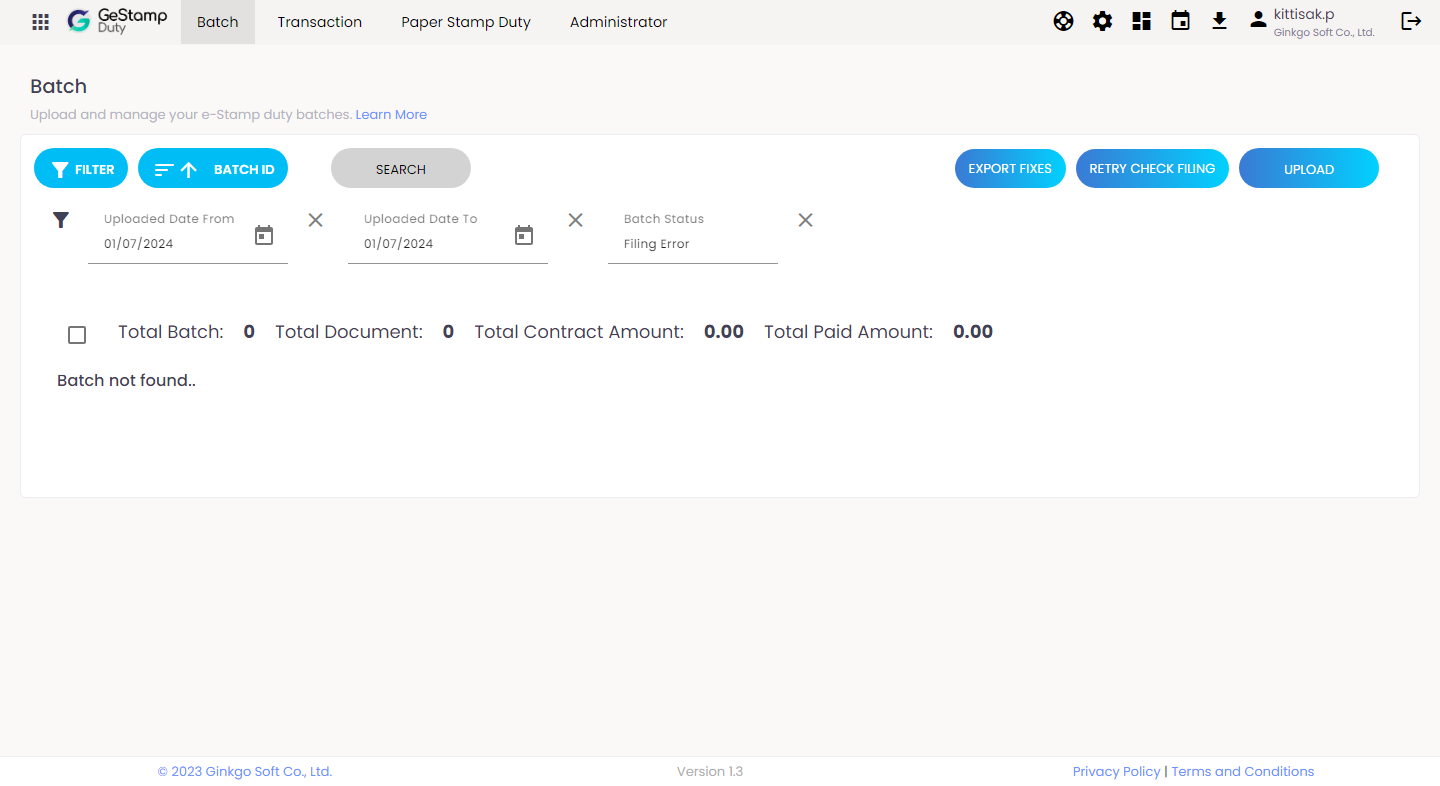 GeStamp
Duty
Batch
Transaction
Paper Stamp Duty
Administrator
kittisak.p
Ginkgo Soft Co., Ltd.
Batch
Upload and manage your e-Stamp duty batches. Learn More
FILTER
BATCH ID
SEARCH
EXPORT FIXES
RETRY CHECK FILING
UPLOAD
Uploaded Date From
01/07/2024
Uploaded Date To
01/07/2024
Batch Status
Filing Error
Total Batch: 0 Total Document: 0 Total Contract Amount: 0.00 Total Paid Amount: 0.00
Batch not found..
© 2023 Ginkgo Soft Co., Ltd.
Version 1.3
Privacy Policy | Terms and Conditions